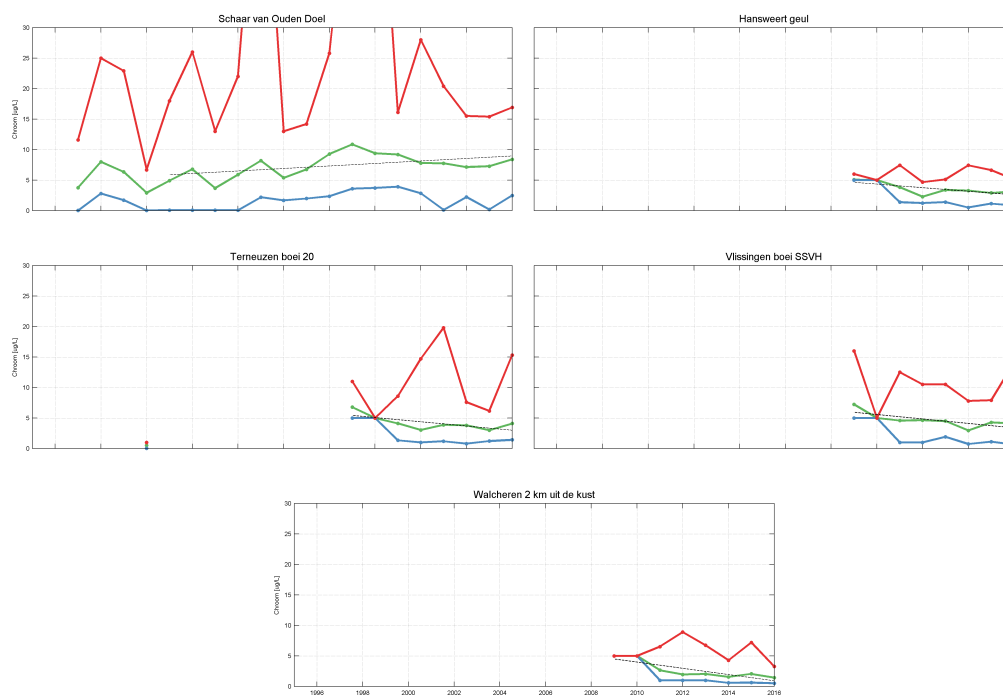 Schaar van Ouden Doel
Hansweert geul
30
25
20
15
10
5
0
Chroom [ug/L]
Terneuzen boei 20
Vlissingen boei SSVH
30
25
20
15
10
5
0
Chroom [ug/L]
Walcheren 2 km uit de kust
30
25
20
15
10
5
0
Chroom [ug/L]
1996 1998 2000 2002 2004 2006 2008 2010 2012 2014 2016